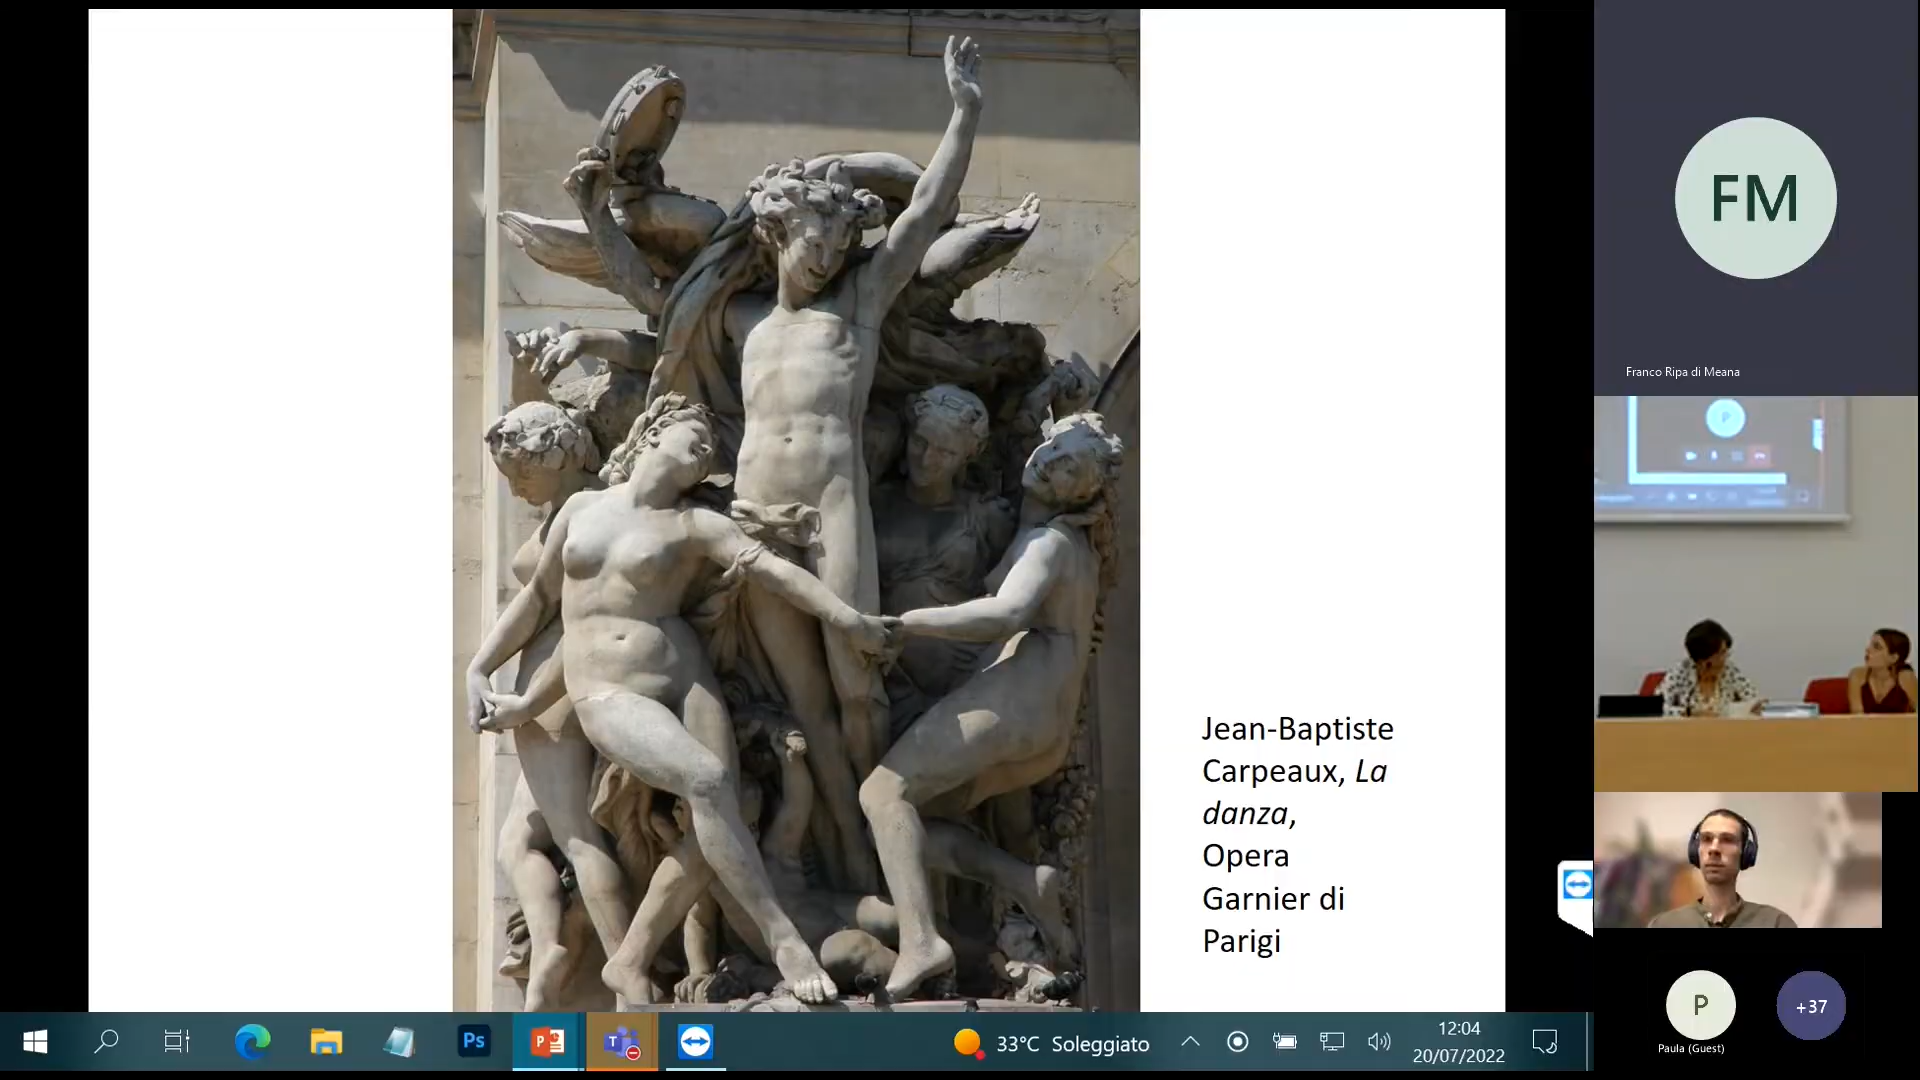 Jean-Baptiste
Carpeaux, La
danza,
Opera
Garnier di
Parigi
FM
Franco Ripa di Meana
P
P
Paula (Guest)
+37
Ps
33°C Soleggiato
12:04
20/07/2022